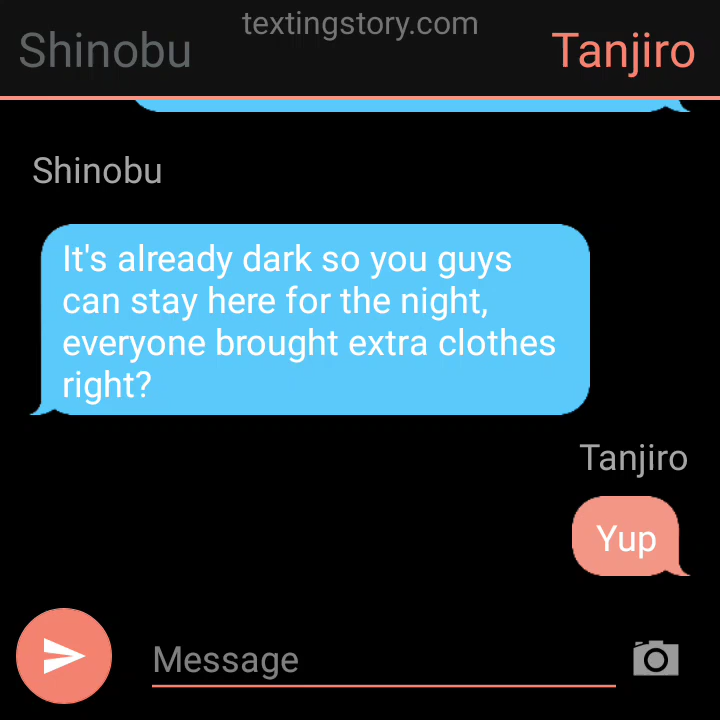 textingstory.com
Shinobu
Tanjiro
Shinobu
It's already dark so you guys
can stay here for the night,
everyone brought extra clothes
right?
Tanjiro
Yup
Message